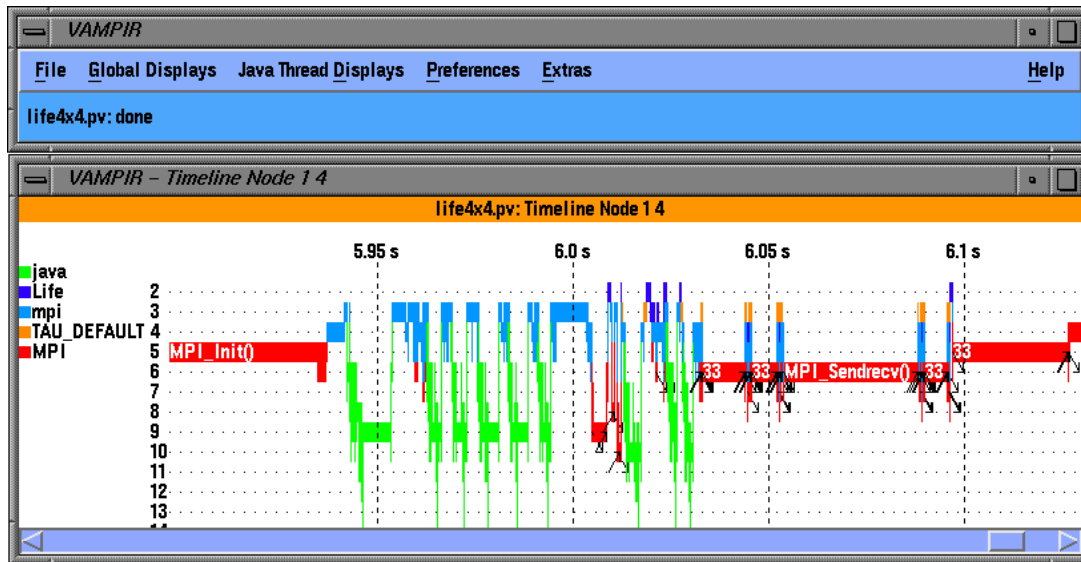 VAMPIR
File Global Displays Java Thread Displays Preferences Extras Help
life4x4.pv: done
VAMPIR – Timeline Node 1 4
life4x4.pv: Timeline Node 1 4
5.95 s 6.0 s 6.05 s 6.1 s
java
Life 2
mpi 3
TAU_DEFAULT 4
MPI 5 MPI_Init() 33
6 33 33 MPI_Sendrecv() 33
7
8
9
10
11
12
13
14